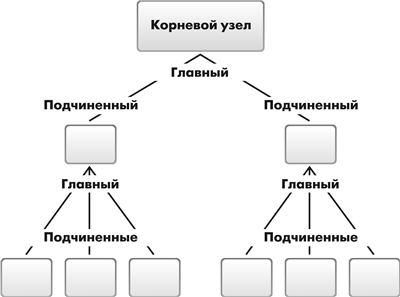 Корневой узел
Главный
Подчиненный Подчиненный
Главный Главный
Подчиненные Подчиненные